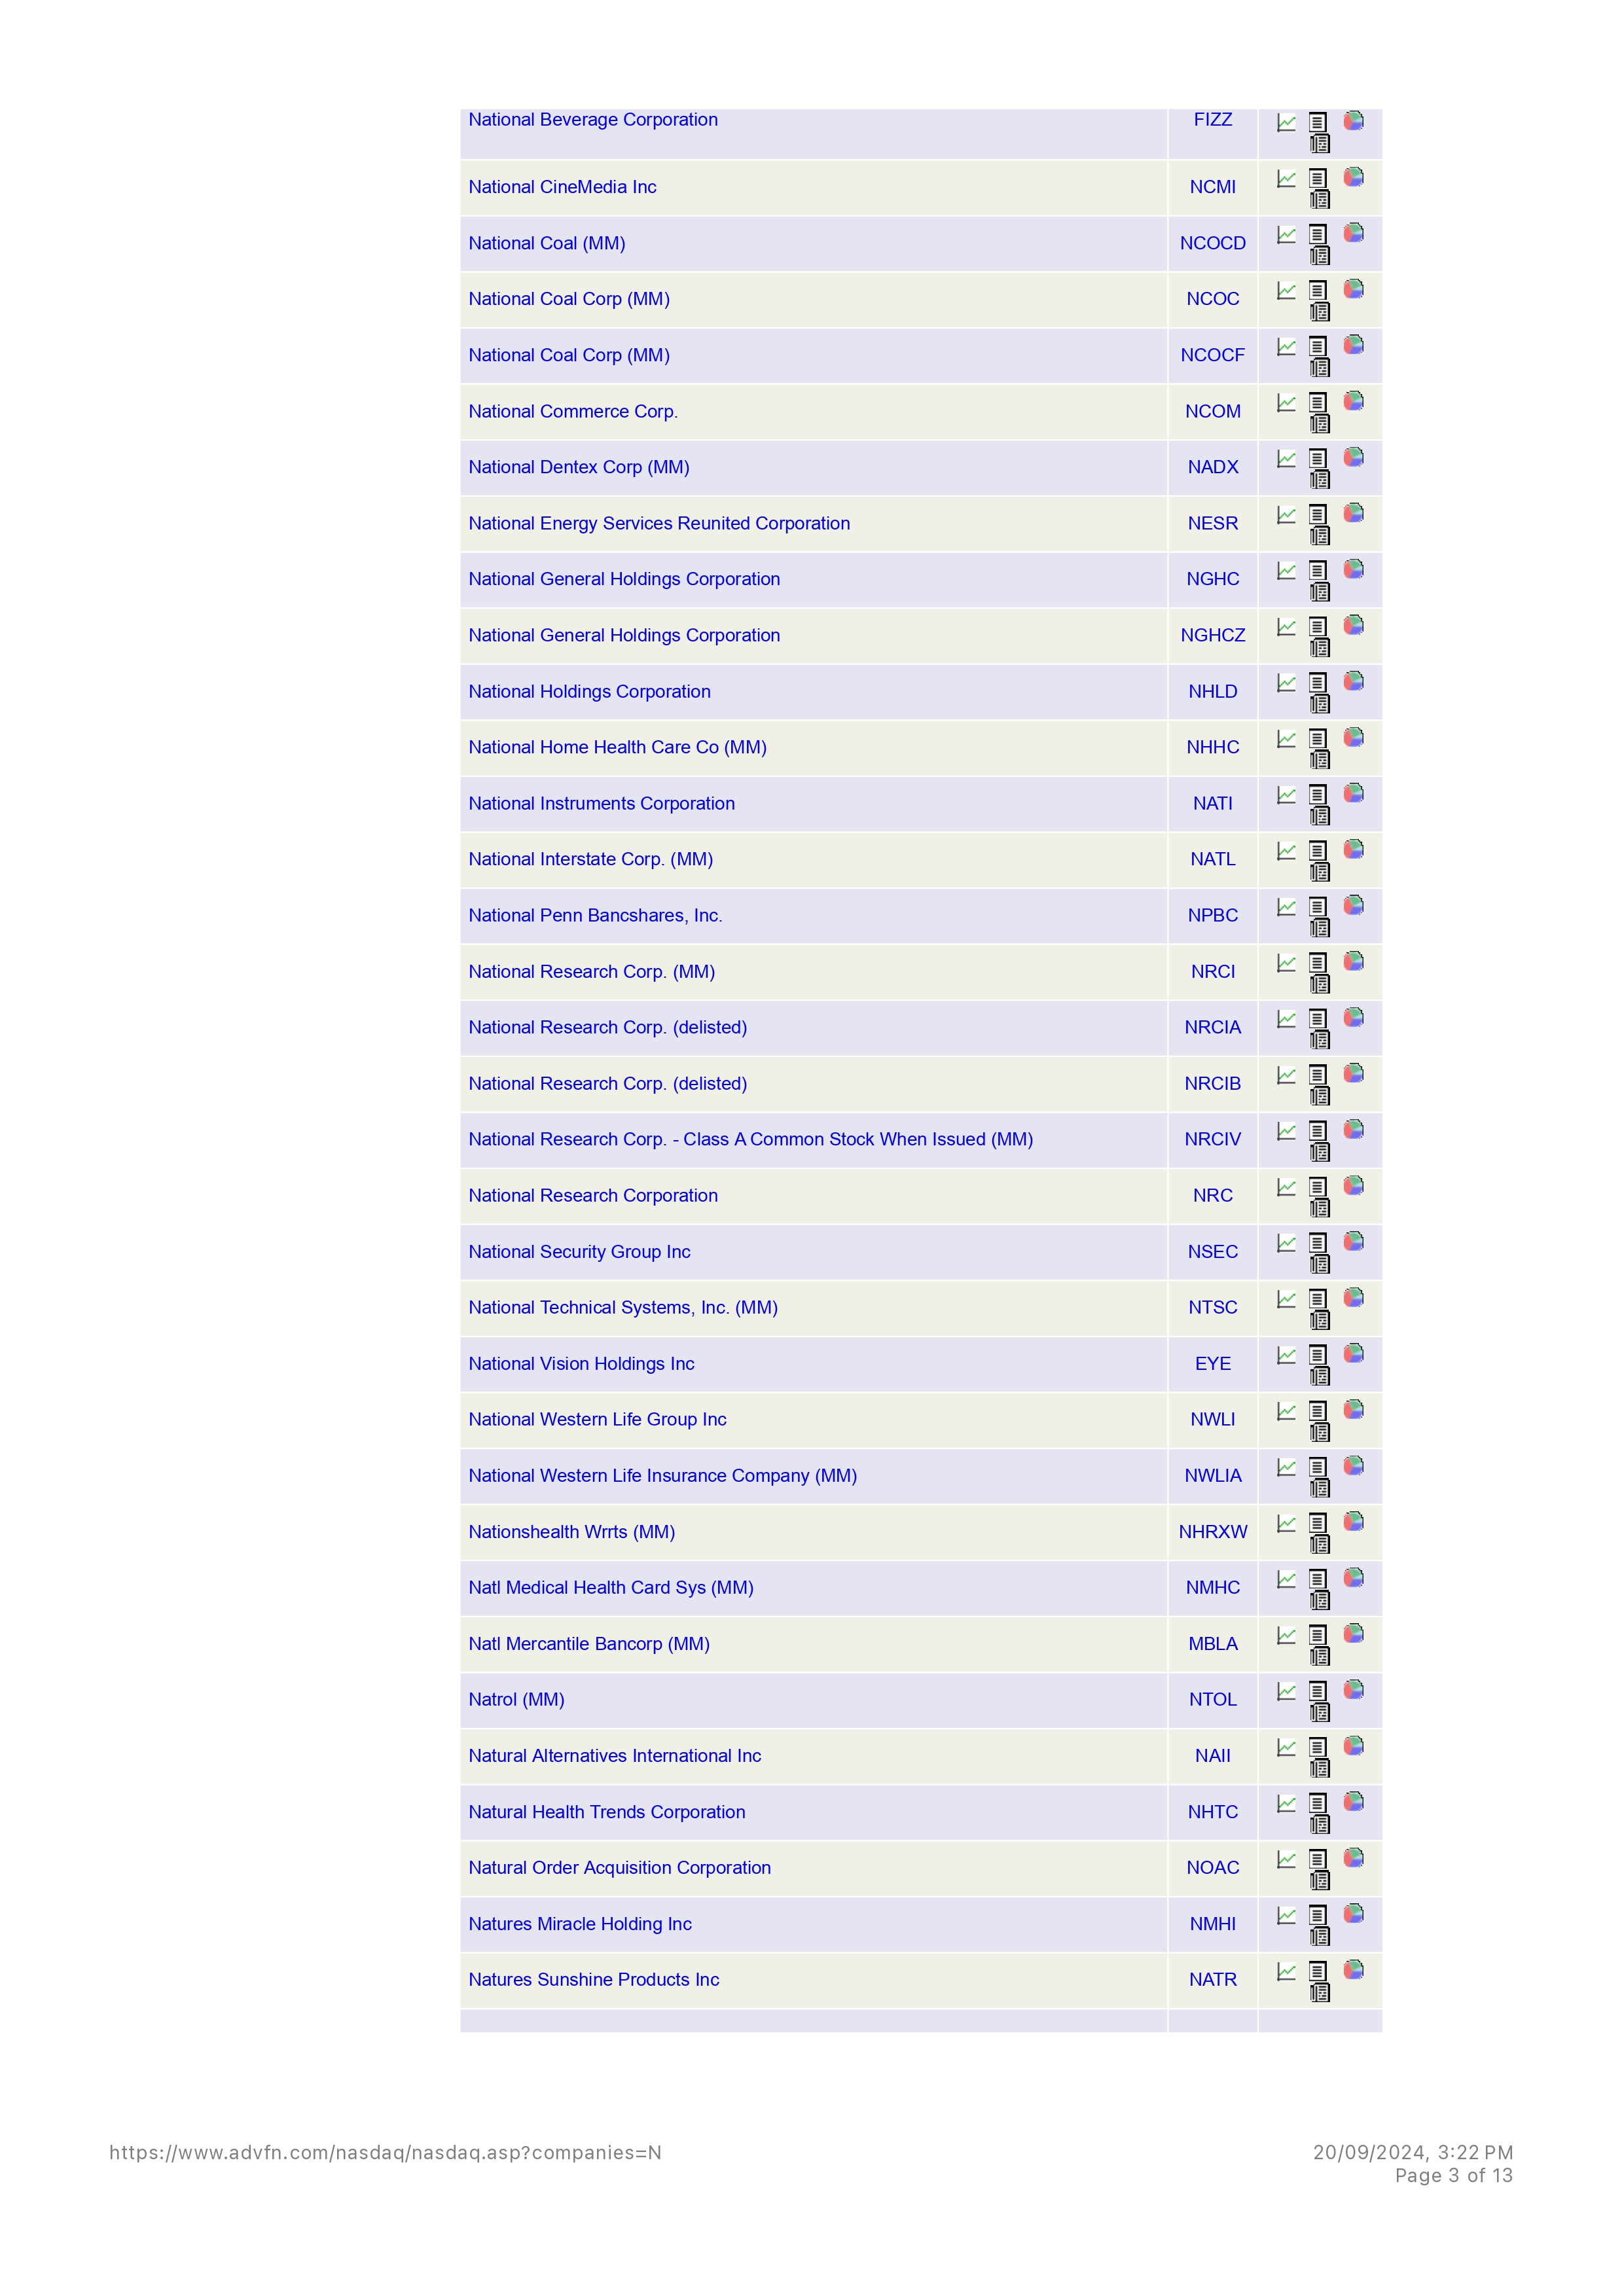 National Beverage Corporation FIZZ
National CineMedia Inc NCMI
National Coal (MM) NCOCD
National Coal Corp (MM) NCOC
National Coal Corp (MM) NCOCF
National Commerce Corp. NCOM
National Dentex Corp (MM) NADX
National Energy Services Reunited Corporation NESR
National General Holdings Corporation NGHC
National General Holdings Corporation NGHCZ
National Holdings Corporation NHLD
National Home Health Care Co (MM) NHHC
National Instruments Corporation NATI
National Interstate Corp. (MM) NATL
National Penn Bancshares, Inc. NPBC
National Research Corp. (MM) NRCI
National Research Corp. (delisted) NRCIA
National Research Corp. (delisted) NRCIB
National Research Corp. - Class A Common Stock When Issued (MM) NRCIV
National Research Corporation NRC
National Security Group Inc NSEC
National Technical Systems, Inc. (MM) NTSC
National Vision Holdings Inc EYE
National Western Life Group Inc NWLI
National Western Life Insurance Company (MM) NWLIA
Nationshealth Wrrts (MM) NHRXW
Natl Medical Health Card Sys (MM) NMHC
Natl Mercantile Bancorp (MM) MBLA
Natrol (MM) NTOL
Natural Alternatives International Inc NAII
Natural Health Trends Corporation NHTC
Natural Order Acquisition Corporation NOAC
Natures Miracle Holding Inc NMHI
Natures Sunshine Products Inc NATR
https://www.advfn.com/nasdaq/nasdaq.asp?companies=N 20/09/2024, 3:22 PM
Page 3 of 13